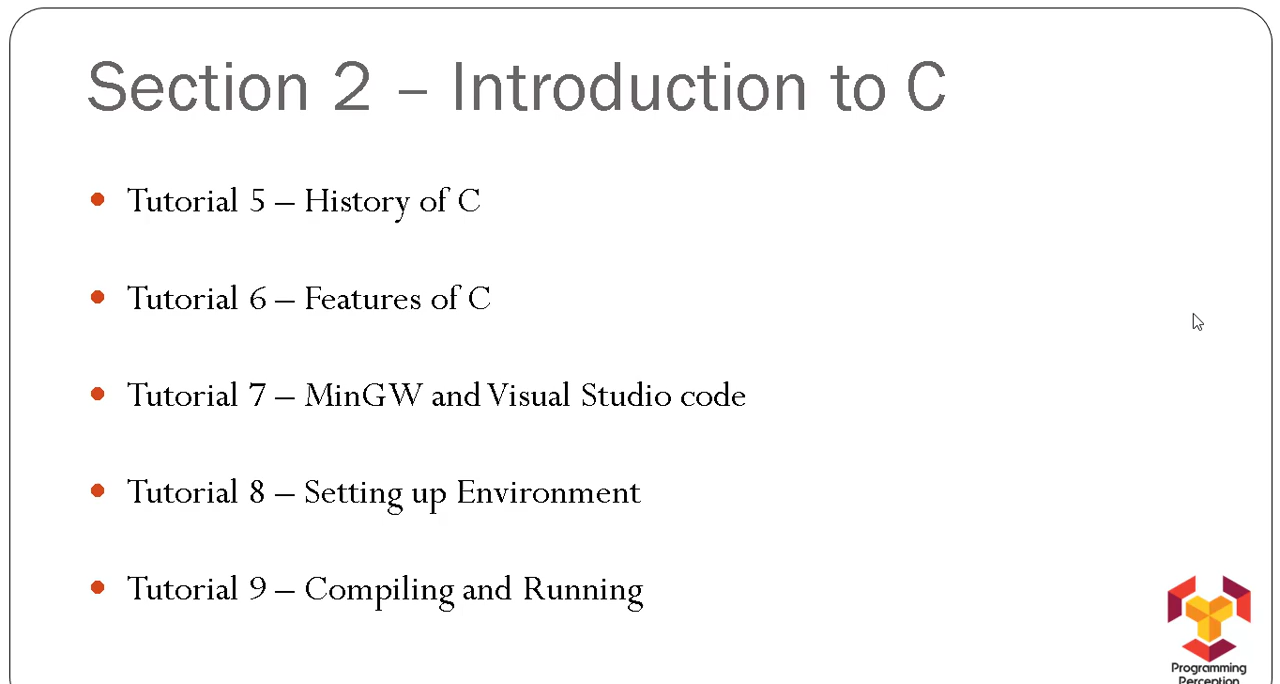 Section 2 – Introduction to C
Tutorial 5 – History of C
Tutorial 6 – Features of C
Tutorial 7 – MinGW and Visual Studio code
Tutorial 8 – Setting up Environment
Tutorial 9 – Compiling and Running
Programming
Perception